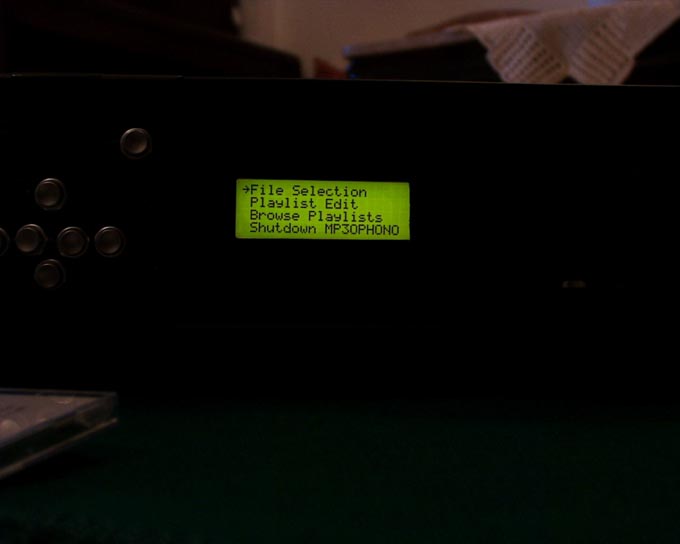 →File Selection
Playlist Edit
Browse Playlists
Shutdown MP3OPHONO